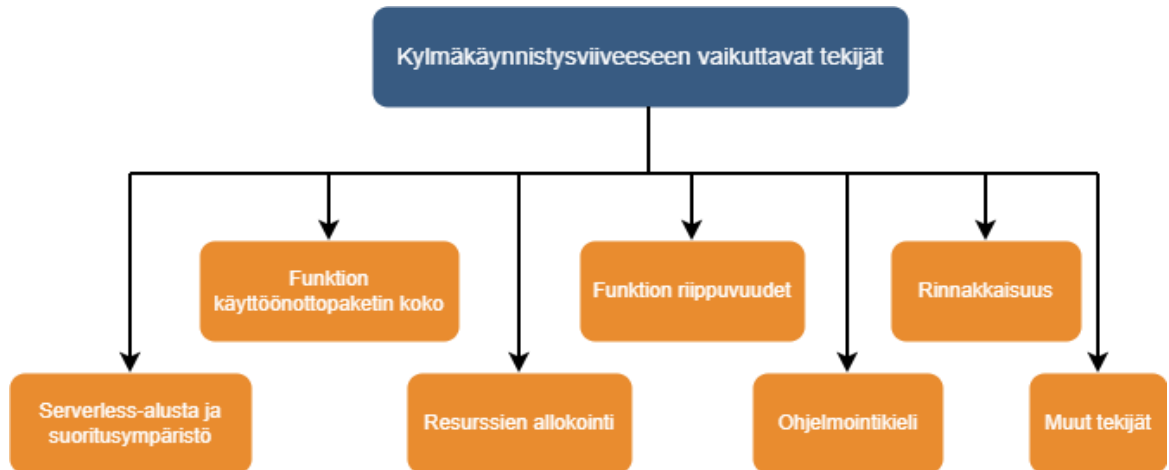 Kylmäkäynnistysviiveeseen vaikuttavat tekijät
Funktion
käyttöönottopaketin koko
Funktion riippuvuudet
Rinnakkaisuus
Serverless-alusta ja
suoritusympäristö
Resurssien allokointi
Ohjelmointikieli
Muut tekijät